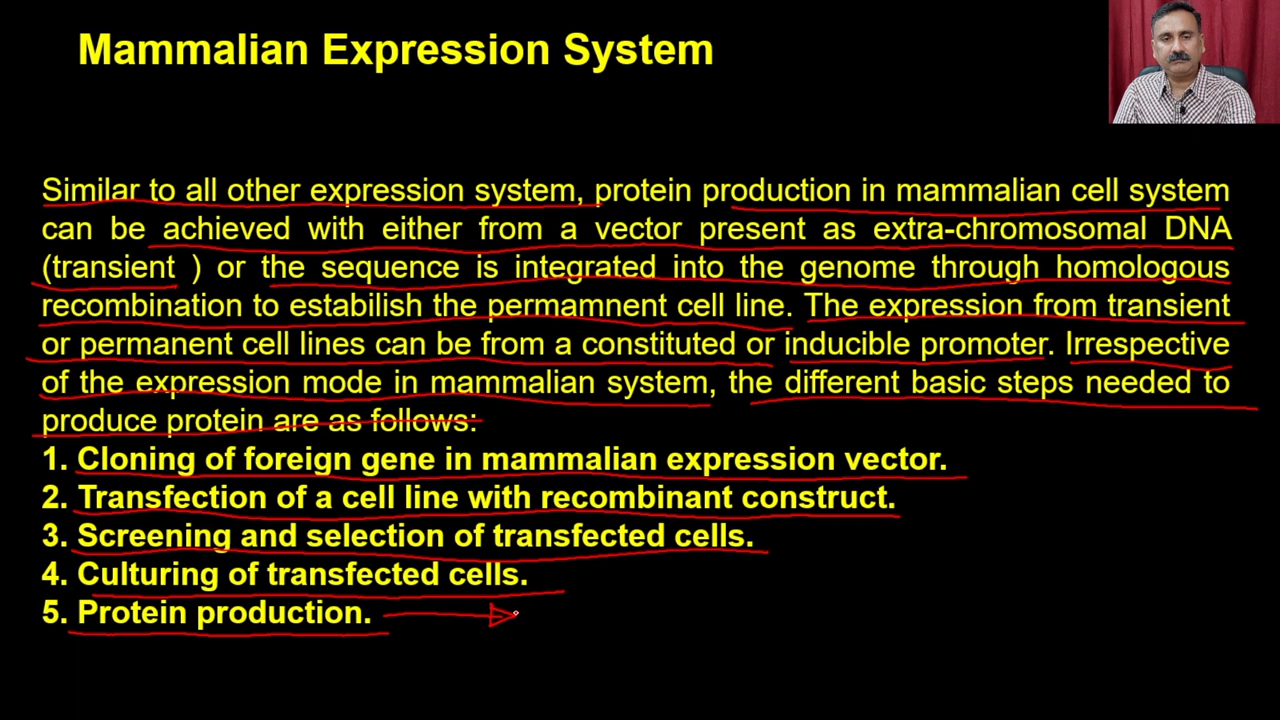 Mammalian Expression System
Similar to all other expression system, protein production in mammalian cell system
can be achieved with either from a vector present as extra-chromosomal DNA
(transient ) or the sequence is integrated into the genome through homologous
recombination to estabilish the permamnent cell line. The expression from transient
or permanent cell lines can be from a constituted or inducible promoter. Irrespective
of the expression mode in mammalian system, the different basic steps needed to
produce protein are as follows:
1. Cloning of foreign gene in mammalian expression vector.
2. Transfection of a cell line with recombinant construct.
3. Screening and selection of transfected cells.
4. Culturing of transfected cells.
5. Protein production.